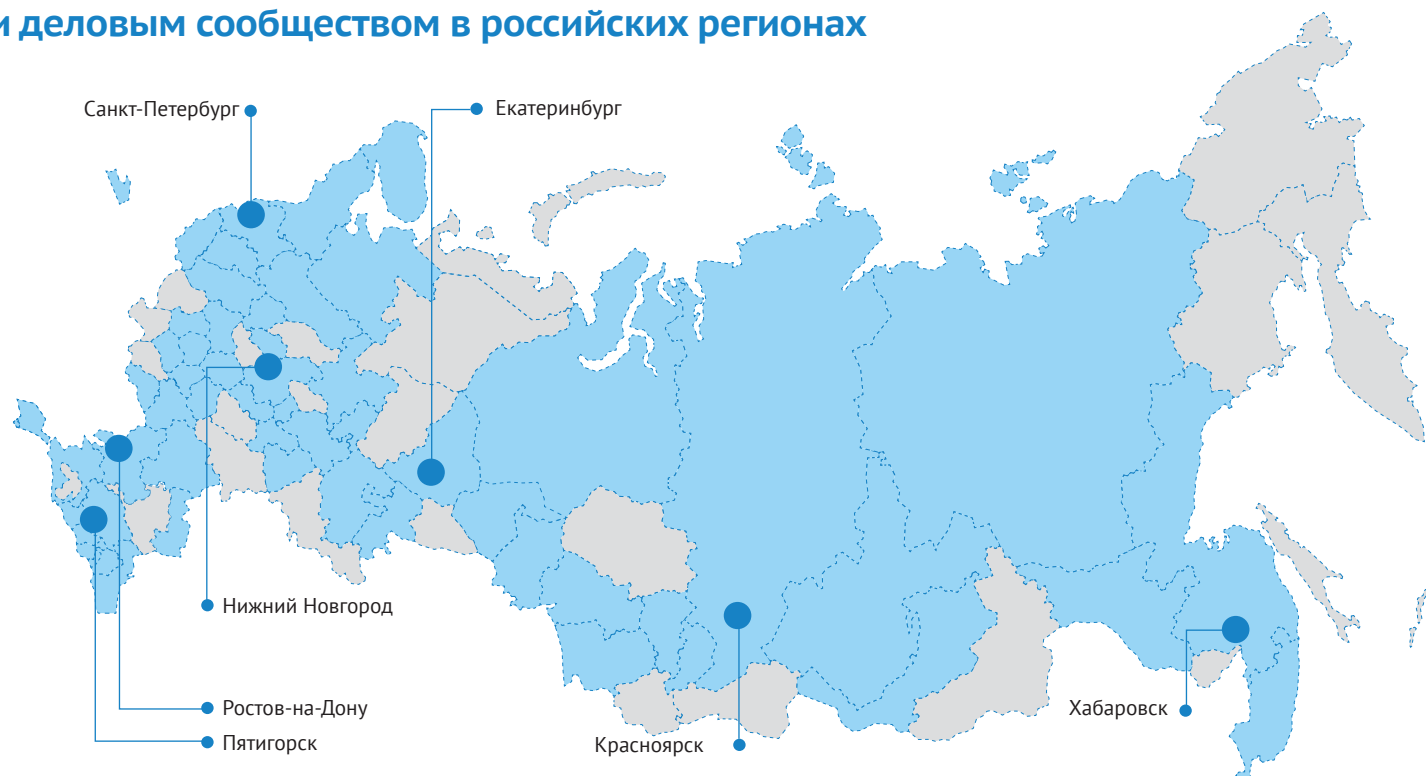 и деловым сообществом в российских регионах
Санкт-Петербург
Екатеринбург
Нижний Новгород
Ростов-на-Дону
Пятигорск
Красноярск
Хабаровск